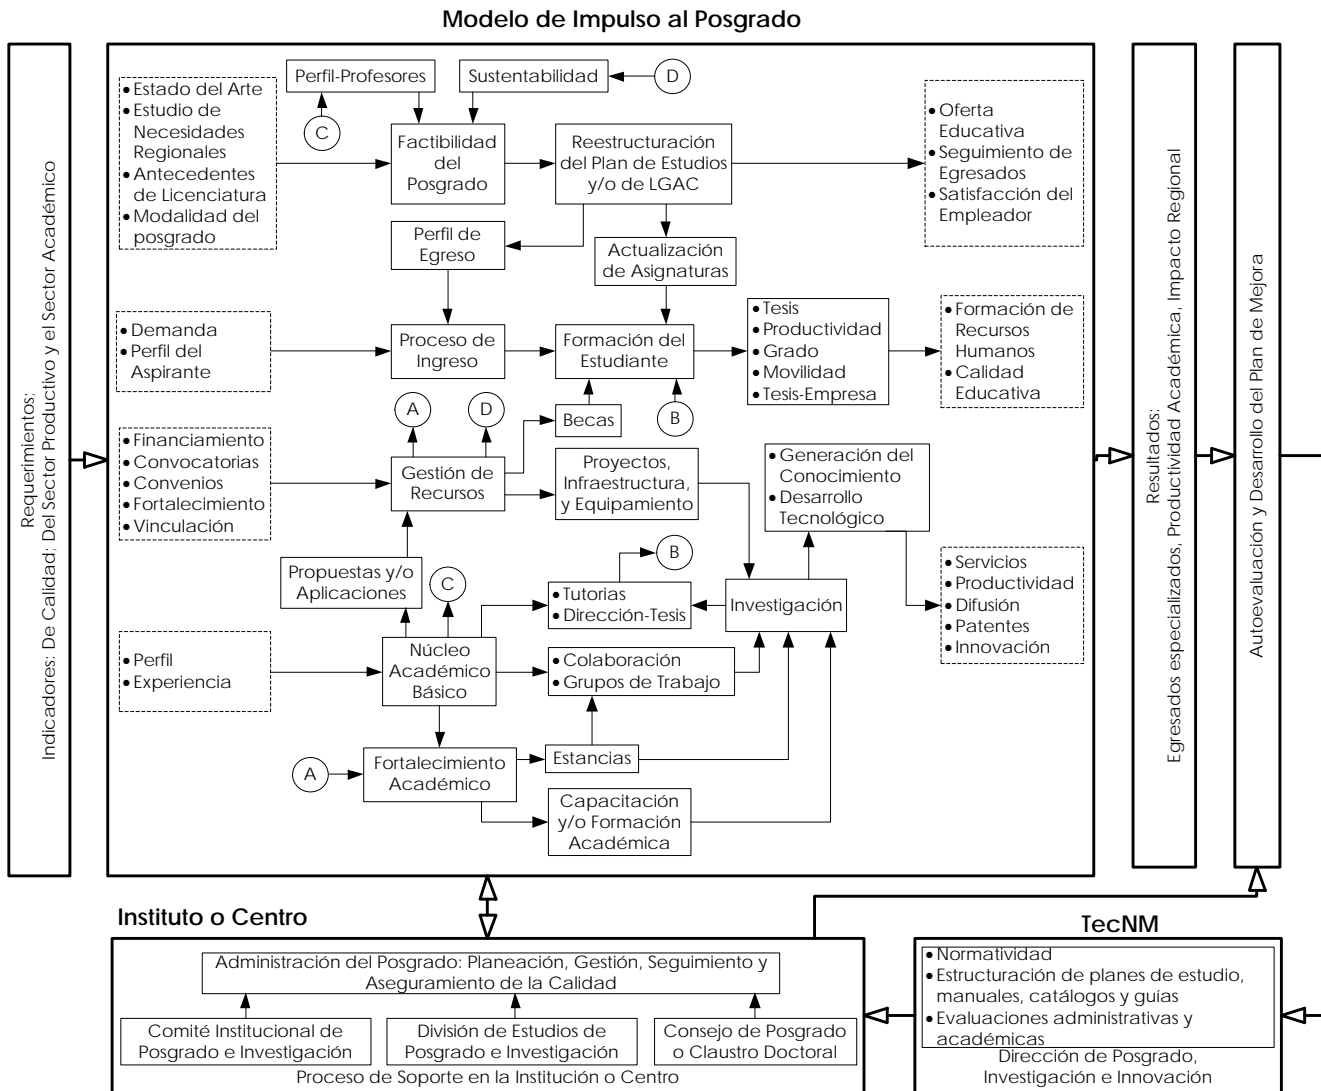 Modelo de Impulso al Posgrado
Requerimientos:
Indicadores: De Calidad; Del Sector Productivo y el Sector Académico
• Estado del Arte
• Estudio de
Necesidades
Regionales
• Antecedentes
de Licenciatura
• Modalidad del
posgrado
Perfil-Profesores
C
Sustentabilidad
D
Factibilidad
del
Posgrado
Reestructuración
del Plan de Estudios
y/o de LGAC
• Oferta
Educativa
• Seguimiento de
Egresados
• Satisfacción del
Empleador
Perfil de
Egreso
Actualización
de Asignaturas
• Demanda
• Perfil del
Aspirante
Proceso de
Ingreso
Formación del
Estudiante
• Tesis
• Productividad
• Grado
• Movilidad
• Tesis-Empresa
• Formación de
Recursos
Humanos
• Calidad
Educativa
A
D
Becas
B
• Financiamiento
• Convocatorias
• Convenios
• Fortalecimiento
• Vinculación
Gestión de
Recursos
Proyectos,
Infraestructura,
y Equipamiento
• Generación del
Conocimiento
• Desarrollo
Tecnológico
Propuestas y/o
Aplicaciones
C
B
• Tutorias
• Dirección-Tesis
Investigación
• Servicios
• Productividad
• Difusión
• Patentes
• Innovación
• Perfil
• Experiencia
Núcleo
Académico
Básico
• Colaboración
• Grupos de Trabajo
A
Fortalecimiento
Académico
Estancias
Capacitación
y/o Formación
Académica
Resultados:
Egresados especializados, Productividad Académica, Impacto Regional
Autoevaluación y Desarrollo del Plan de Mejora
Instituto o Centro
Administración del Posgrado: Planeación, Gestión, Seguimiento y
Aseguramiento de la Calidad
Comité Institucional de
Posgrado e Investigación
División de Estudios de
Posgrado e Investigación
Consejo de Posgrado
o Claustro Doctoral
Proceso de Soporte en la Institución o Centro
TecNM
• Normatividad
• Estructuración de planes de estudio,
manuales, catálogos y guías
• Evaluaciones administrativas y
académicas
Dirección de Posgrado,
Investigación e Innovación